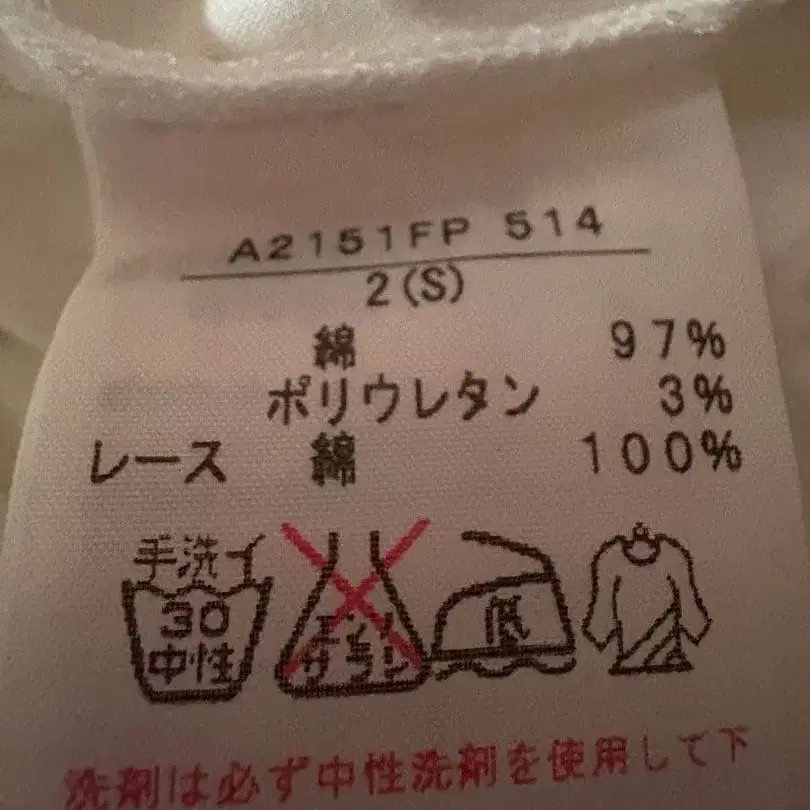 A2151FP 514
2(S)
綿 97%
ポリウレタン 3%
レース 綿 100%
手洗イ
30
中性
エンソ
サラシ
低
洗剤は必ず中性洗剤を使用して下